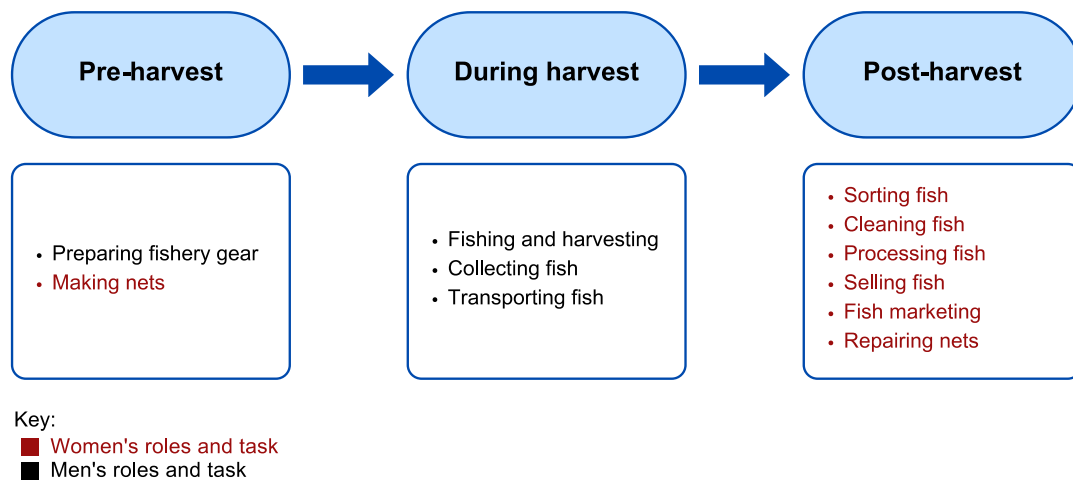 Pre-harvest
During harvest
Post-harvest
• Preparing fishery gear
• Making nets
• Fishing and harvesting
• Collecting fish
• Transporting fish
• Sorting fish
• Cleaning fish
• Processing fish
• Selling fish
• Fish marketing
• Repairing nets
Key:
Women's roles and task
Men's roles and task